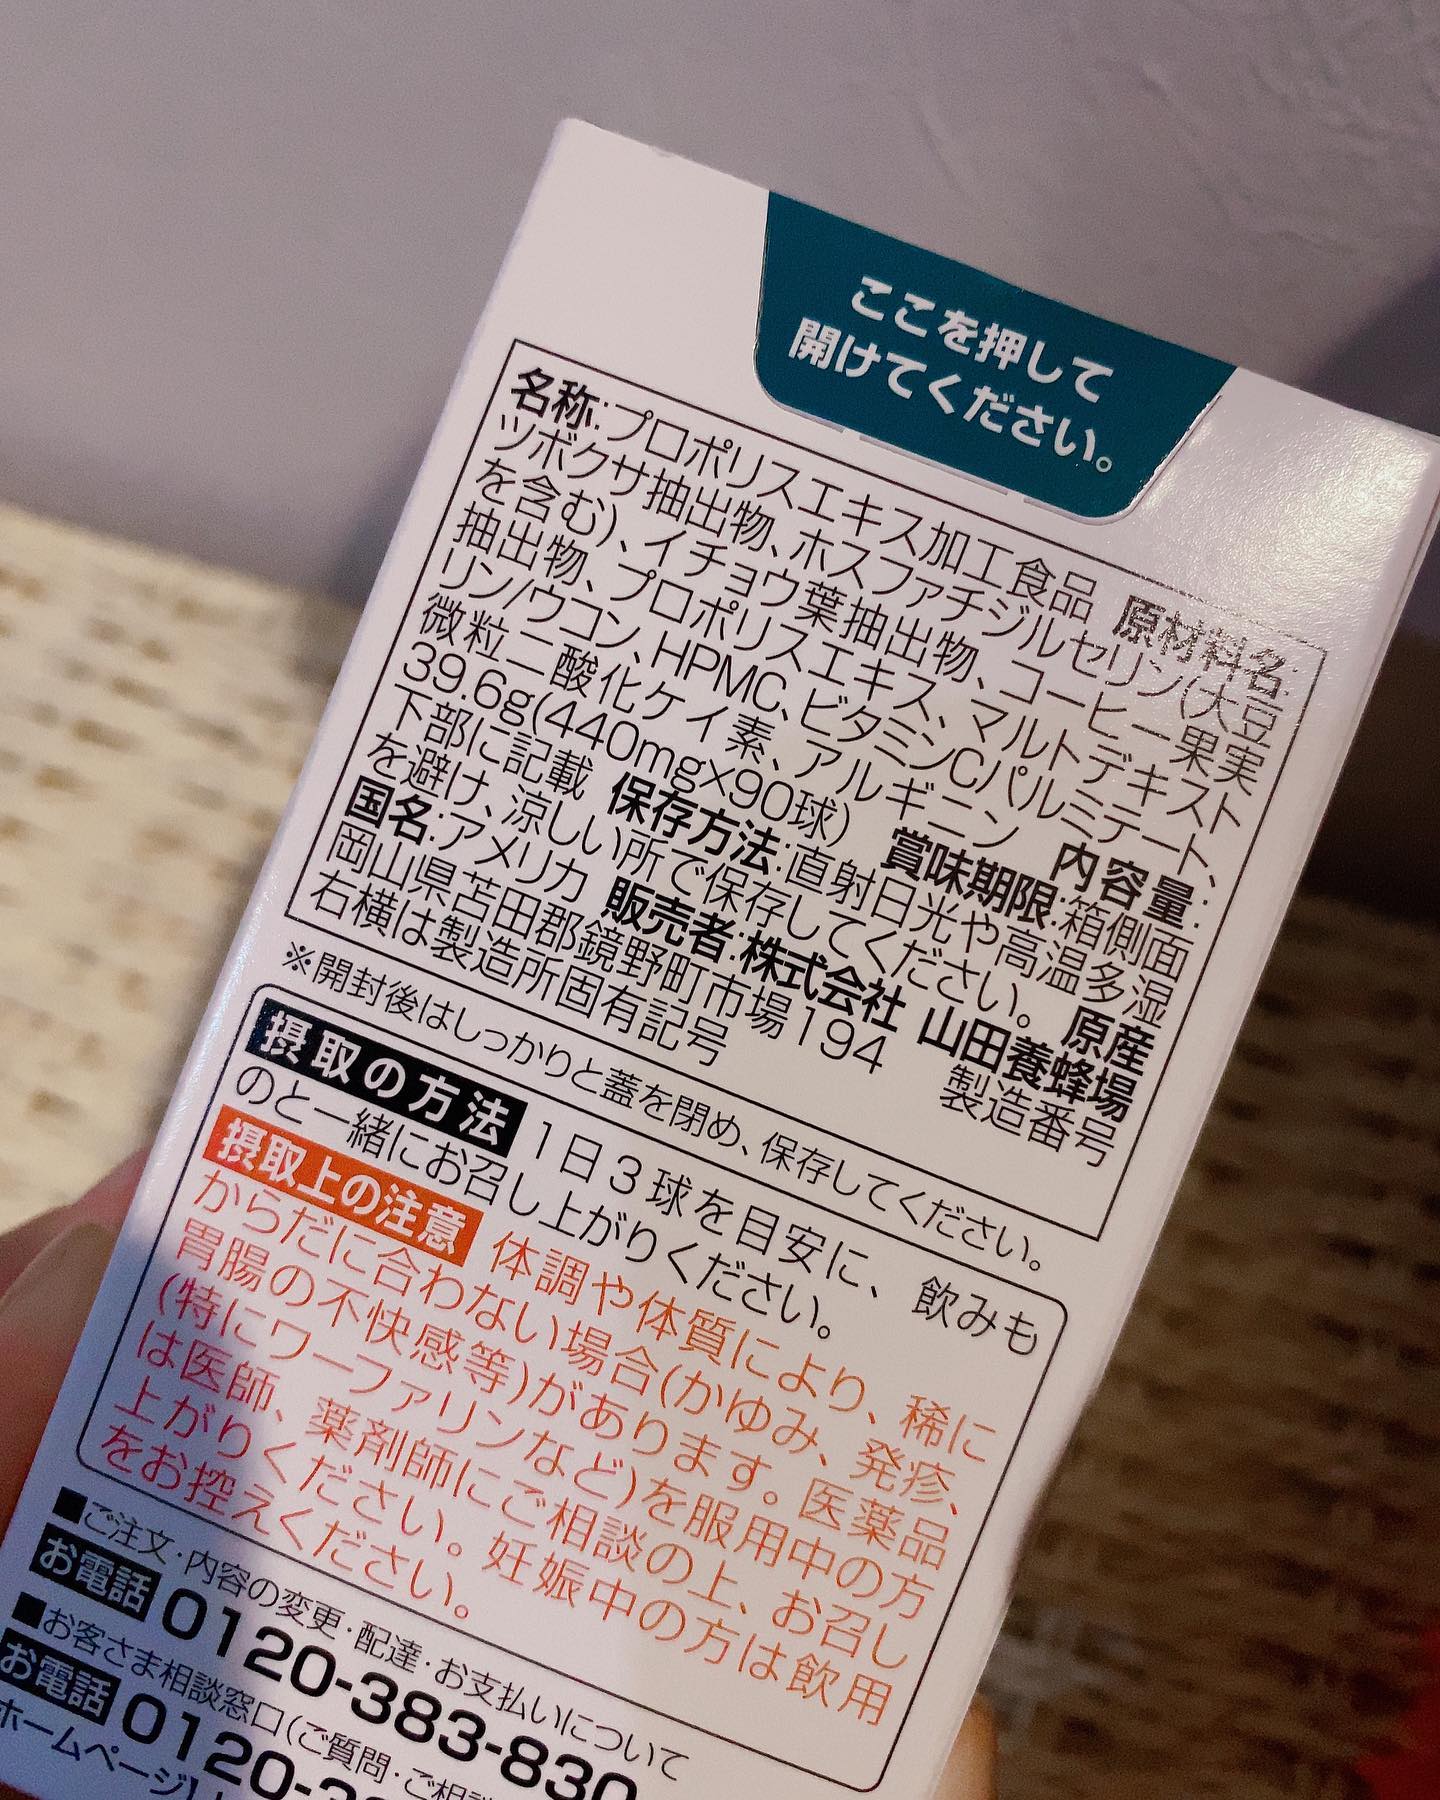 ここを押して
開けてください。
名称:プロポリスエキス加工食品 原材料名:
ツボクサ抽出物、ホスファチジルセリン(大豆
を含む)、イチョウ葉抽出物、コーヒー果実
抽出物、プロポリスエキス、マルトデキスト
リン/ウコン、HPMC、ビタミンCパルミテート、
微粒二酸化ケイ素、アルギニン 内容量:
39.6g(440mg×90球) 賞味期限:箱側面
下部に記載 保存方法:直射日光や高温多湿
を避け、涼しい所で保存してください。 原産
国名:アメリカ 販売者:株式会社 山田養蜂場
岡山県苫田郡鏡野町市場194 製造番号
右横は製造所固有記号
※開封後はしっかりと蓋を閉め、保存してください。
摂取の方法 1日3球を目安に、飲みも
のと一緒にお召し上がりください。
摂取上の注意 体調や体質により、稀に
からだに合わない場合(かゆみ、発疹、
胃腸の不快感等)があります。医薬品
(特にワーファリンなど)を服用中の方
は医師、薬剤師にご相談の上、お召し
上がりください。妊娠中の方は飲用
をお控えください。
■ご注文・内容の変更・配達・お支払いについて
お電話 0120-383-830
■お客さま相談窓口(ご質問・ご相談
お電話 0120-3
ホームページ